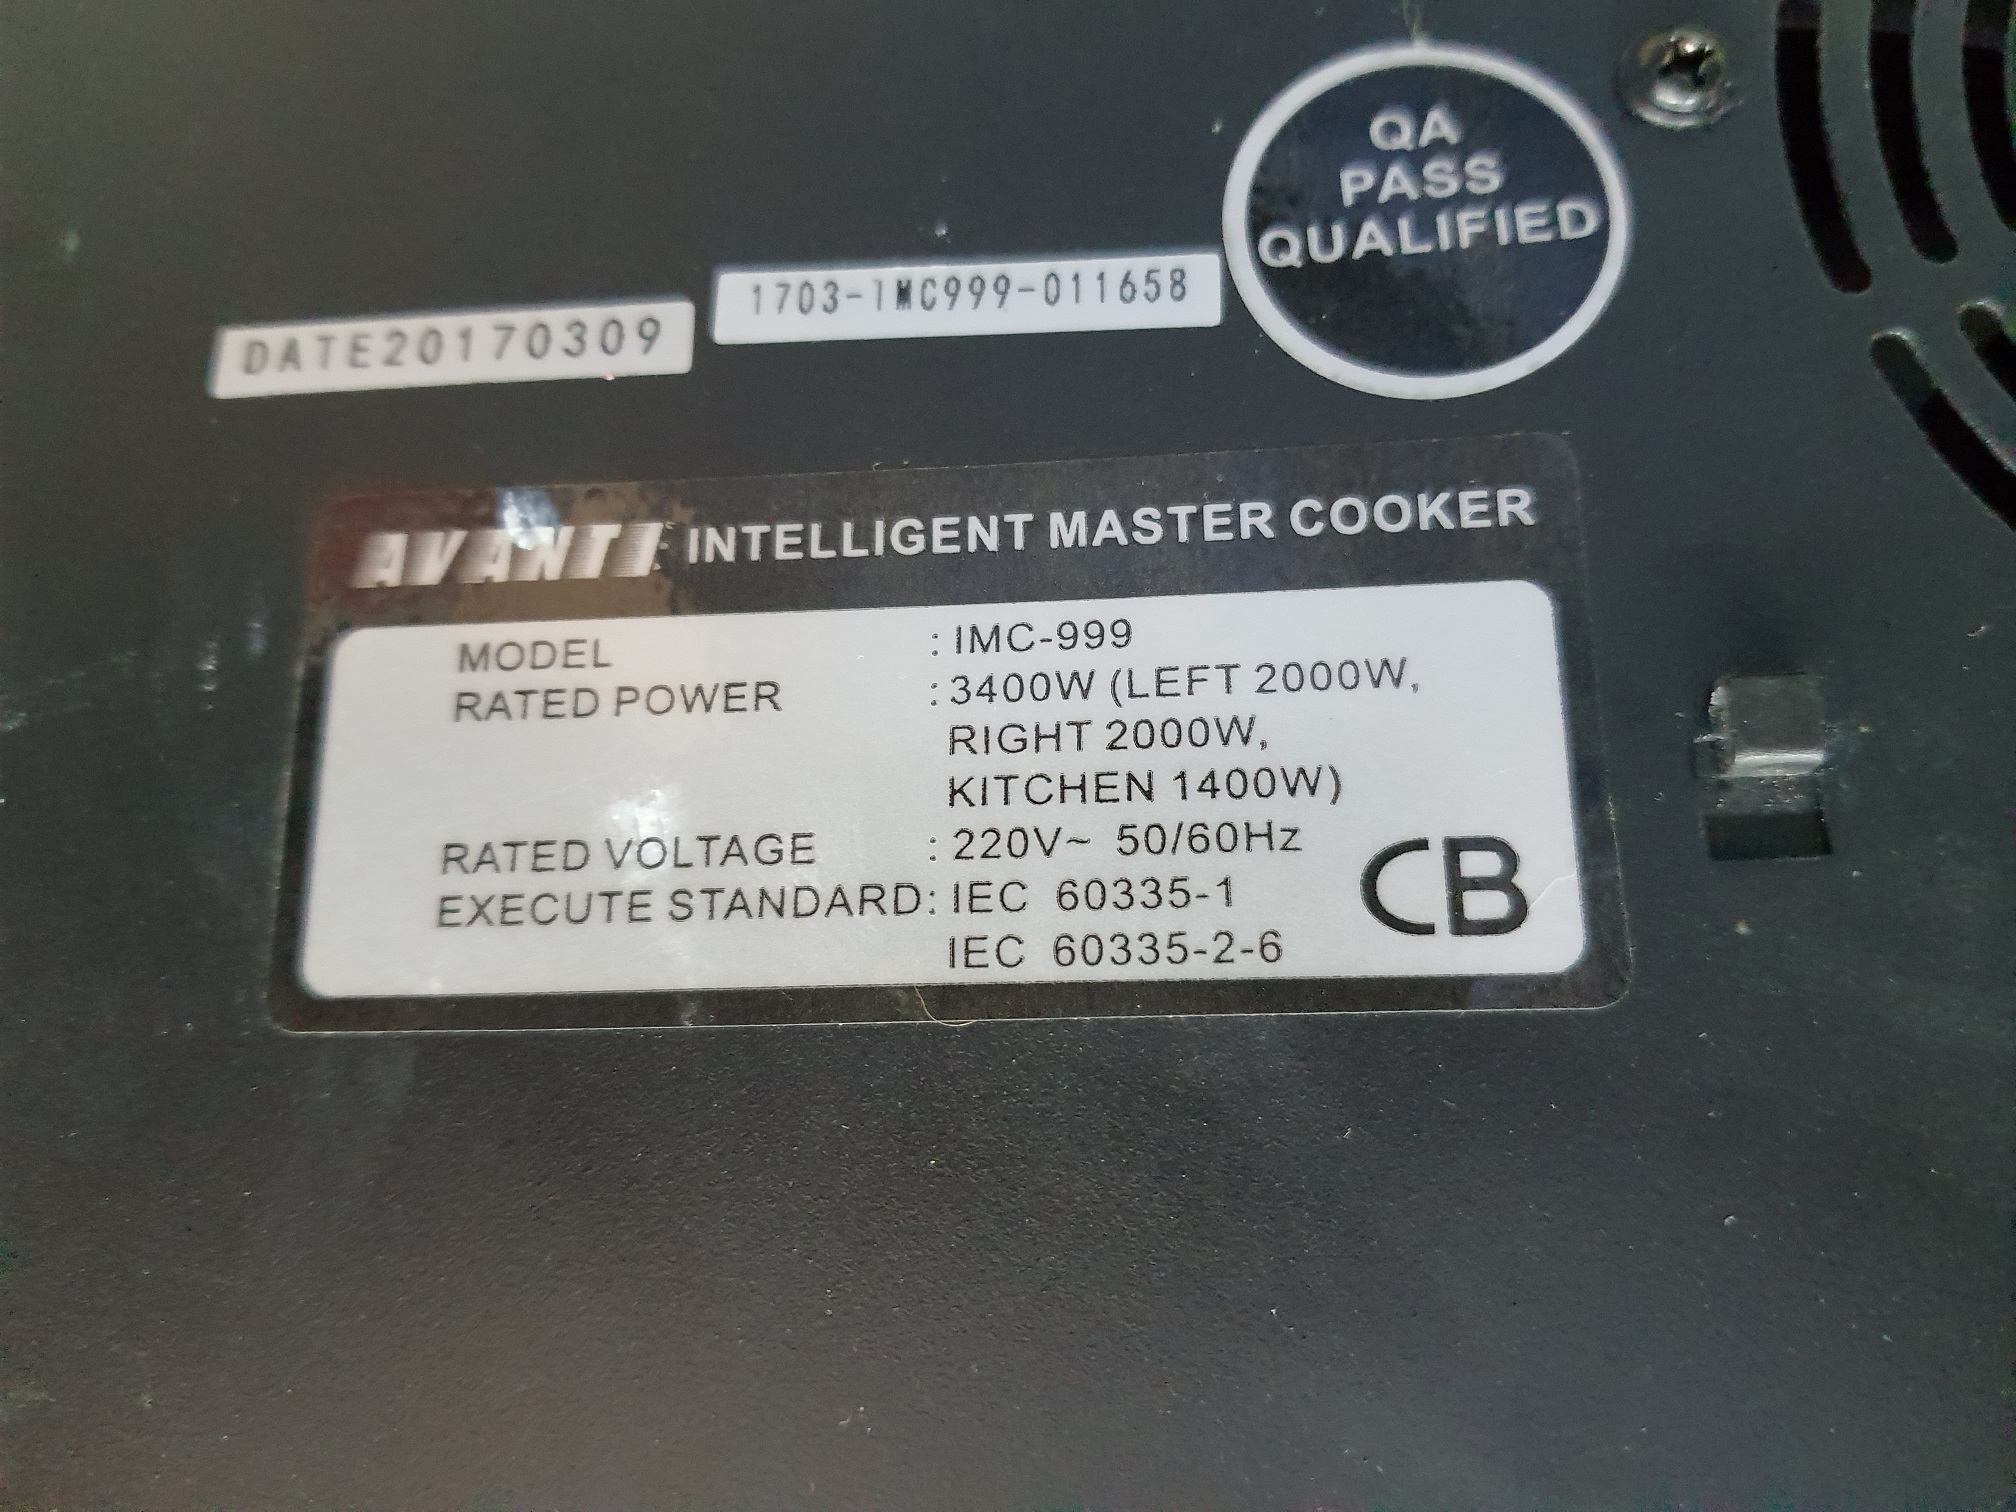 QA
PASS
QUALIFIED
DATE20170309
1703-IMC999-011658
AVANTI INTELLIGENT MASTER COOKER
MODEL : IMC-999
RATED POWER : 3400W (LEFT 2000W,
RIGHT 2000W,
KITCHEN 1400W)
RATED VOLTAGE : 220V~ 50/60Hz
EXECUTE STANDARD: IEC 60335-1
IEC 60335-2-6
CB